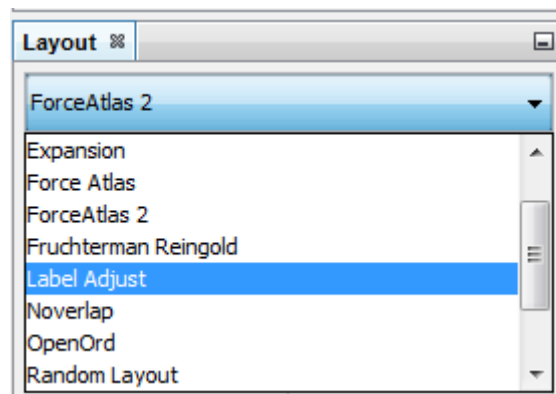 Layout
ForceAtlas 2
Expansion
Force Atlas
ForceAtlas 2
Fruchterman Reingold
Label Adjust
Noverlap
OpenOrd
Random Layout